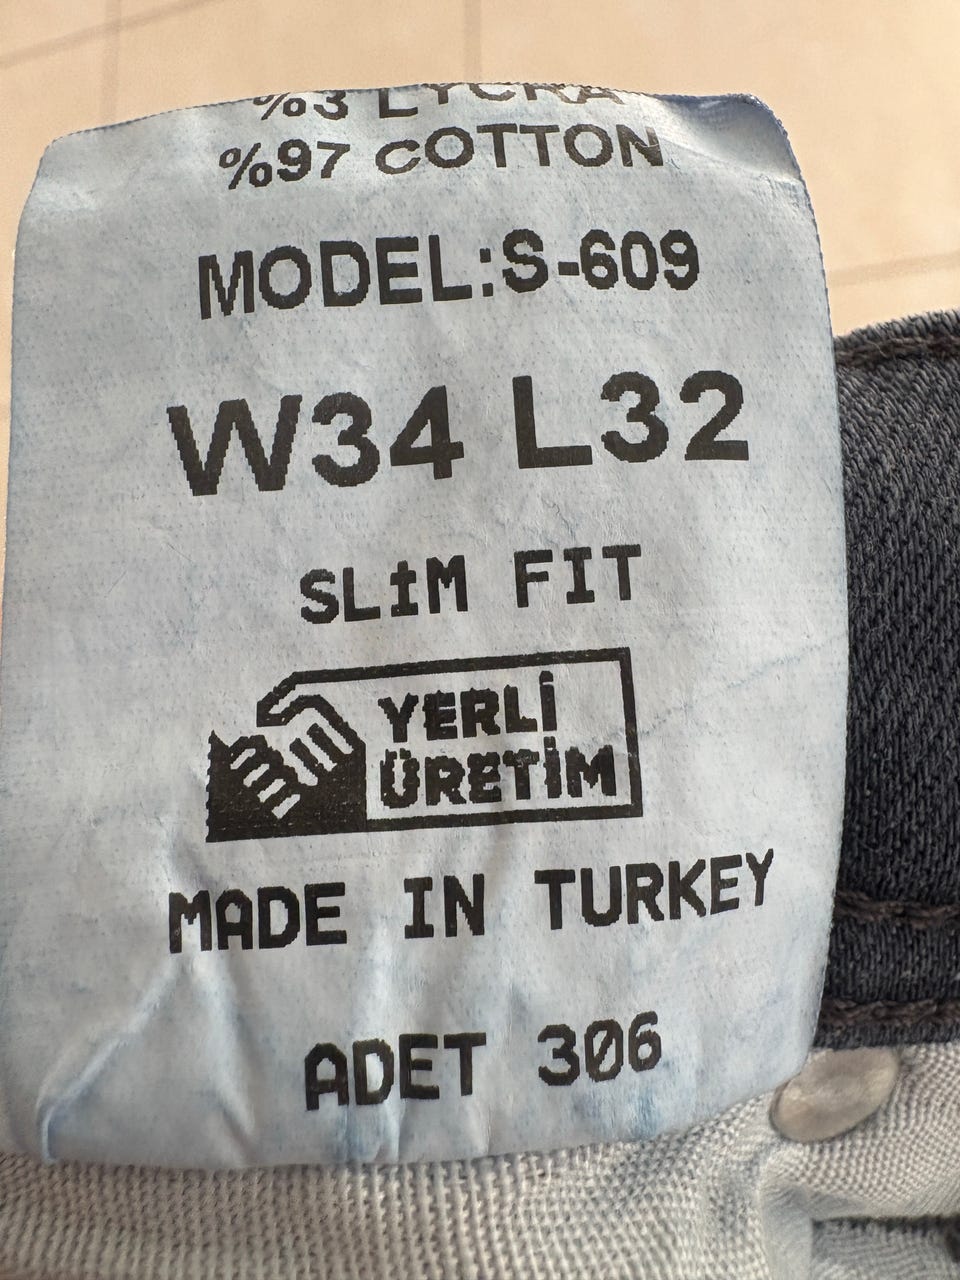 %3 LYCRA
%97 COTTON
MODEL:S-609
W34 L32
SLİM FIT
YERLİ
ÜRETİM
MADE IN TURKEY
ADET 306